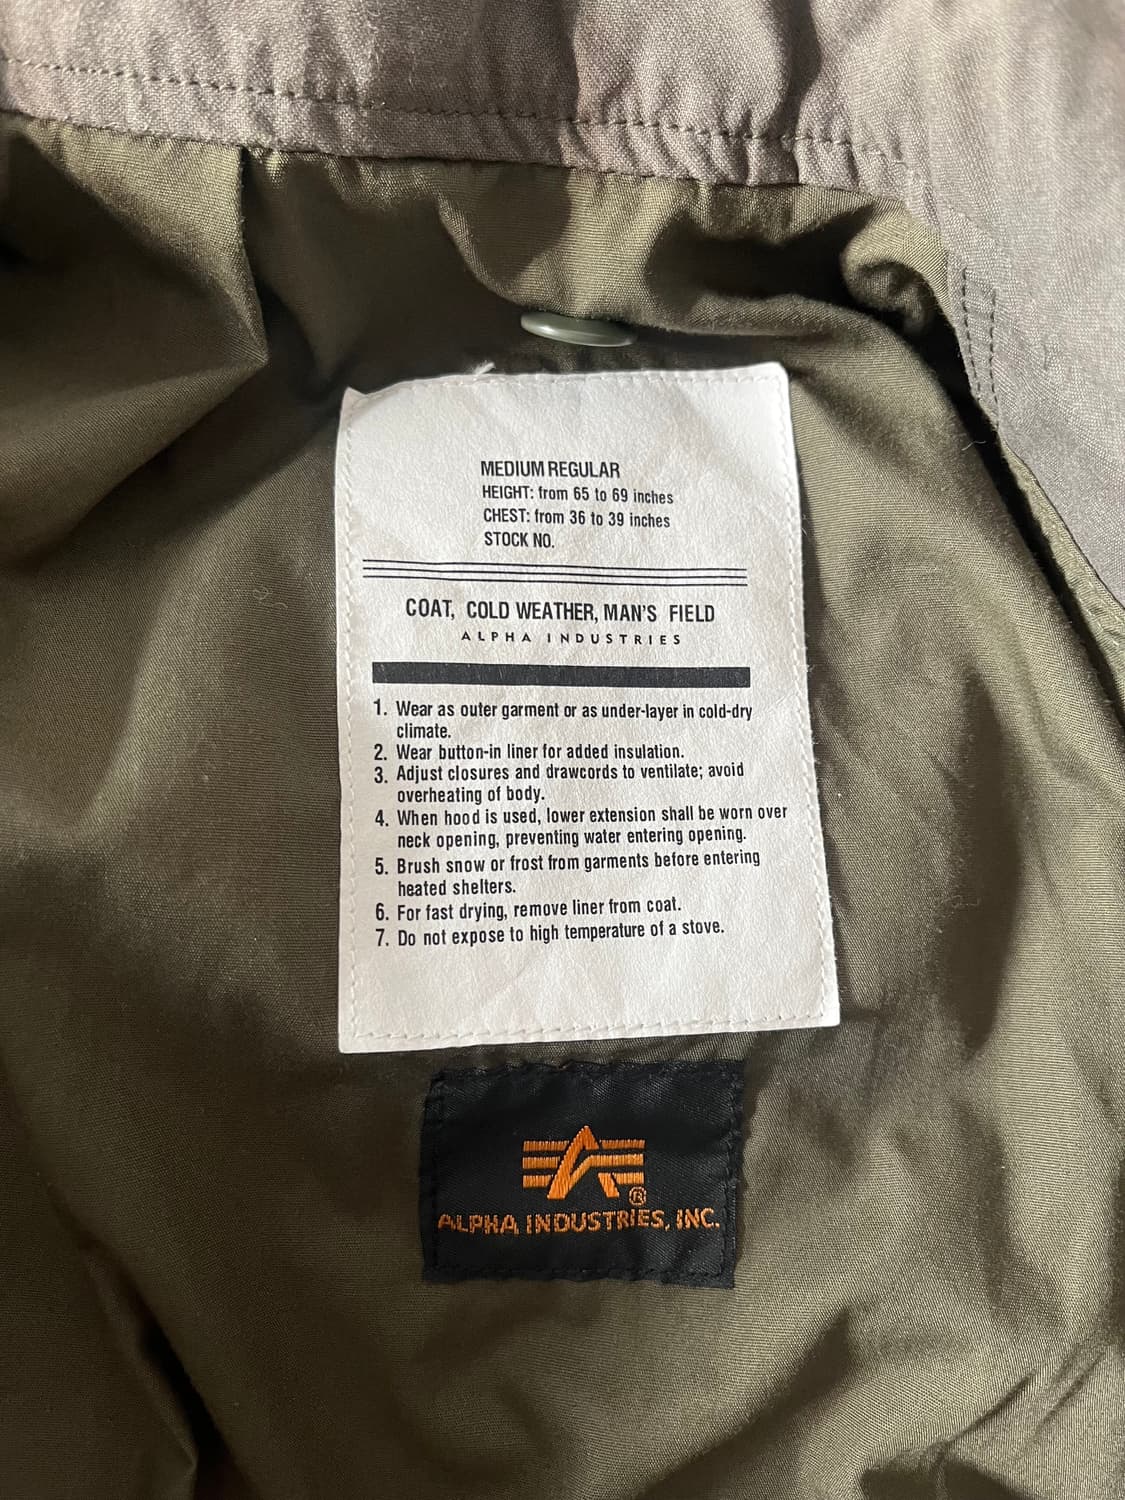 MEDIUM REGULAR
HEIGHT: from 65 to 69 inches
CHEST: from 36 to 39 inches
STOCK NO.
COAT, COLD WEATHER, MAN'S FIELD
ALPHA INDUSTRIES
1. Wear as outer garment or as under-layer in cold-dry
climate.
2. Wear button-in liner for added insulation.
3. Adjust closures and drawcords to ventilate; avoid
overheating of body.
4. When hood is used, lower extension shall be worn over
neck opening, preventing water entering opening.
5. Brush snow or frost from garments before entering
heated shelters.
6. For fast drying, remove liner from coat.
7. Do not expose to high temperature of a stove.
A®
ALPHA INDUSTRIES, INC.